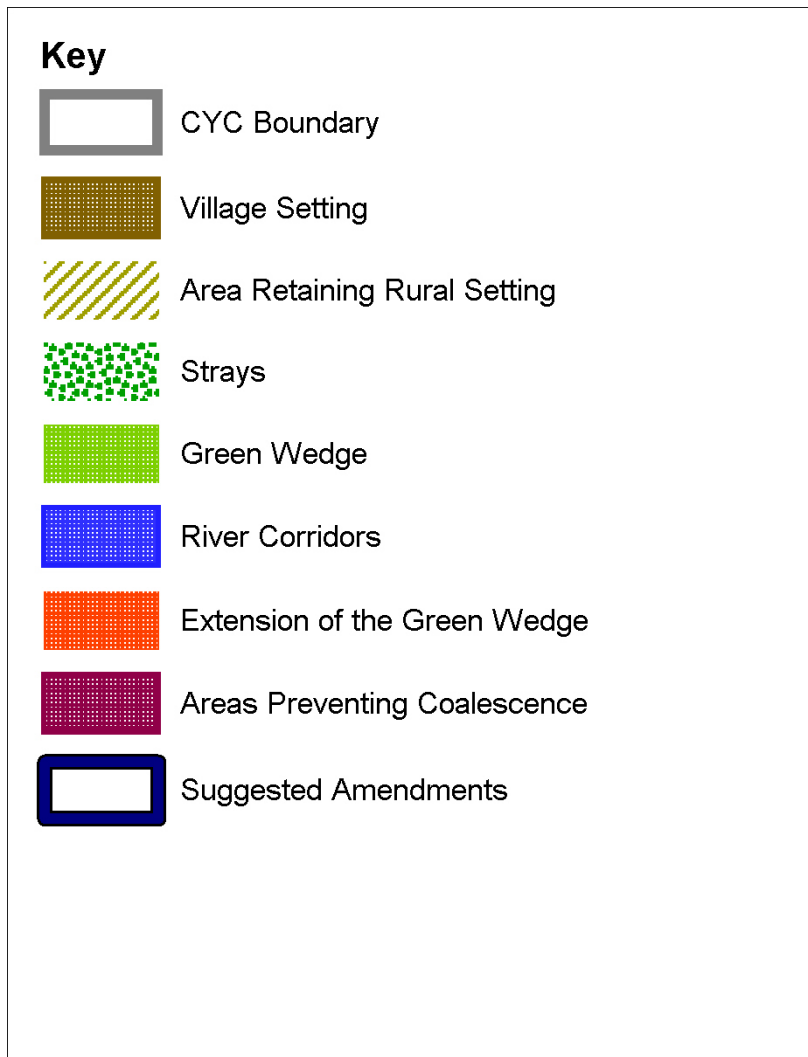 Key
CYC Boundary
Village Setting
Area Retaining Rural Setting
Strays
Green Wedge
River Corridors
Extension of the Green Wedge
Areas Preventing Coalescence
Suggested Amendments